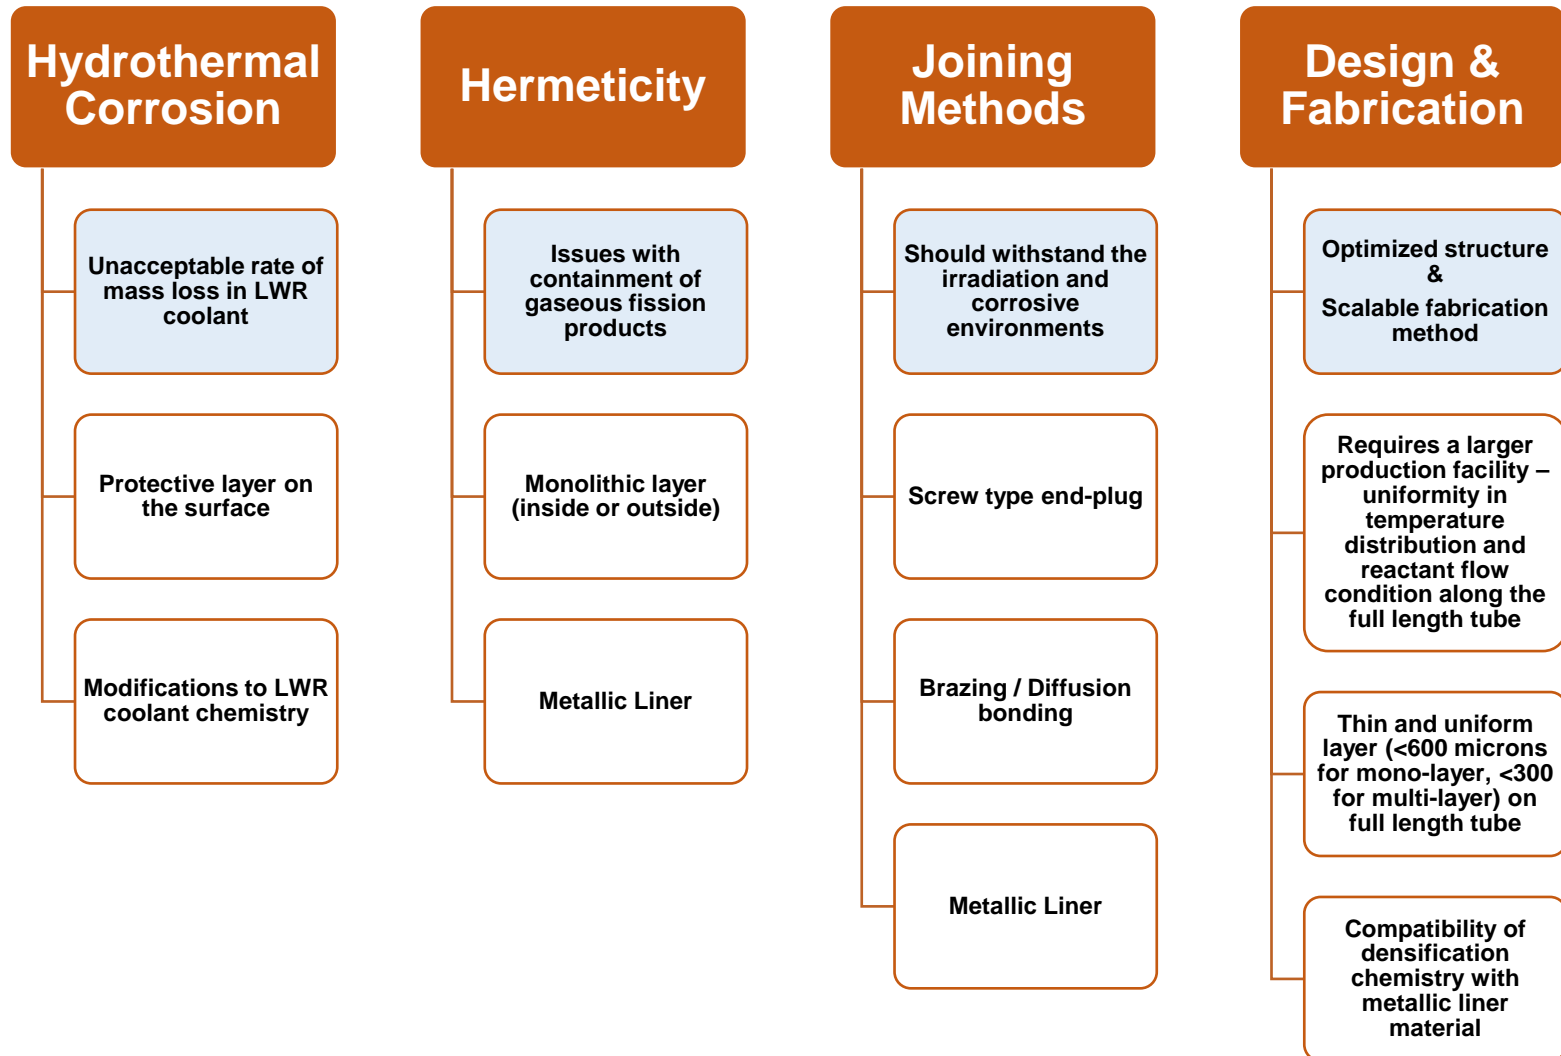 Hydrothermal
Corrosion
Unacceptable rate of
mass loss in LWR
coolant
Protective layer on
the surface
Modifications to LWR
coolant chemistry
Hermeticity
Issues with
containment of
gaseous fission
products
Monolithic layer
(inside or outside)
Metallic Liner
Joining
Methods
Should withstand the
irradiation and
corrosive
environments
Screw type end-plug
Brazing / Diffusion
bonding
Metallic Liner
Design &
Fabrication
Optimized structure
&
Scalable fabrication
method
Requires a larger
production facility –
uniformity in
temperature
distribution and
reactant flow
condition along the
full length tube
Thin and uniform
layer (<600 microns
for mono-layer, <300
for multi-layer) on
full length tube
Compatibility of
densification
chemistry with
metallic liner
material